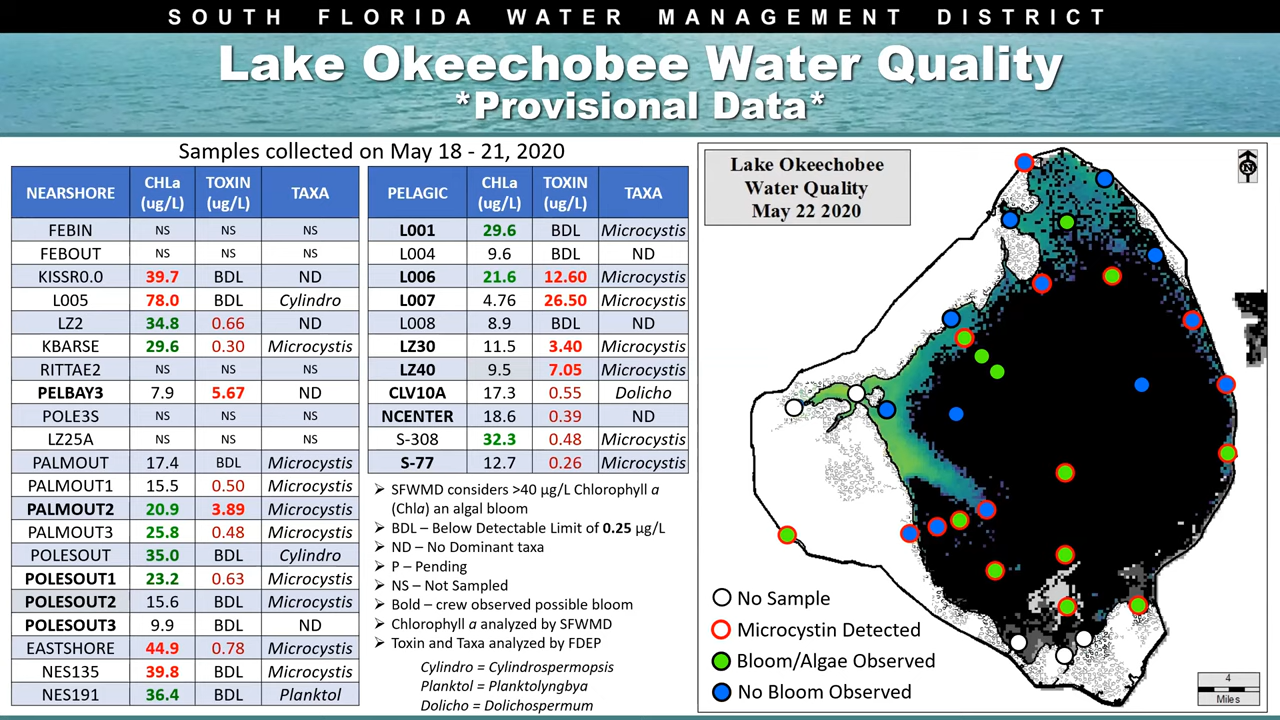 SOUTH FLORIDA WATER MANAGEMENT DISTRICT
Lake Okeechobee Water Quality
*Provisional Data*
Samples collected on May 18 - 21, 2020
NEARSHORE CHLa (ug/L) TOXIN (ug/L) TAXA
FEBIN NS NS NS
FEBOUT NS NS NS
KISSR0.0 39.7 BDL ND
L005 78.0 BDL Cylindro
LZ2 34.8 0.66 ND
KBARSE 29.6 0.30 Microcystis
RITTAE2 NS NS NS
PELBAY3 7.9 5.67 ND
POLE3S NS NS NS
LZ25A NS NS NS
PALMOUT 17.4 BDL Microcystis
PALMOUT1 15.5 0.50 Microcystis
PALMOUT2 20.9 3.89 Microcystis
PALMOUT3 25.8 0.48 Microcystis
POLESOUT 35.0 BDL Cylindro
POLESOUT1 23.2 0.63 Microcystis
POLESOUT2 15.6 BDL Microcystis
POLESOUT3 9.9 BDL ND
EASTSHORE 44.9 0.78 Microcystis
NES135 39.8 BDL Microcystis
NES191 36.4 BDL Planktol
PELAGIC CHLa (ug/L) TOXIN (ug/L) TAXA
L001 29.6 BDL Microcystis
L004 9.6 BDL ND
L006 21.6 12.60 Microcystis
L007 4.76 26.50 Microcystis
L008 8.9 BDL ND
LZ30 11.5 3.40 Microcystis
LZ40 9.5 7.05 Microcystis
CLV10A 17.3 0.55 Dolicho
NCENTER 18.6 0.39 ND
S-308 32.3 0.48 Microcystis
S-77 12.7 0.26 Microcystis
➢ SFWMD considers >40 µg/L Chlorophyll a
(Chla) an algal bloom
➢ BDL – Below Detectable Limit of 0.25 µg/L
➢ ND – No Dominant taxa
➢ P – Pending
➢ NS – Not Sampled
➢ Bold – crew observed possible bloom
➢ Chlorophyll a analyzed by SFWMD
➢ Toxin and Taxa analyzed by FDEP
Cylindro = Cylindrospermopsis
Planktol = Planktolyngbya
Dolicho = Dolichospermum
Lake Okeechobee
Water Quality
May 22 2020
N
No Sample
Microcystin Detected
Bloom/Algae Observed
No Bloom Observed
4
Miles